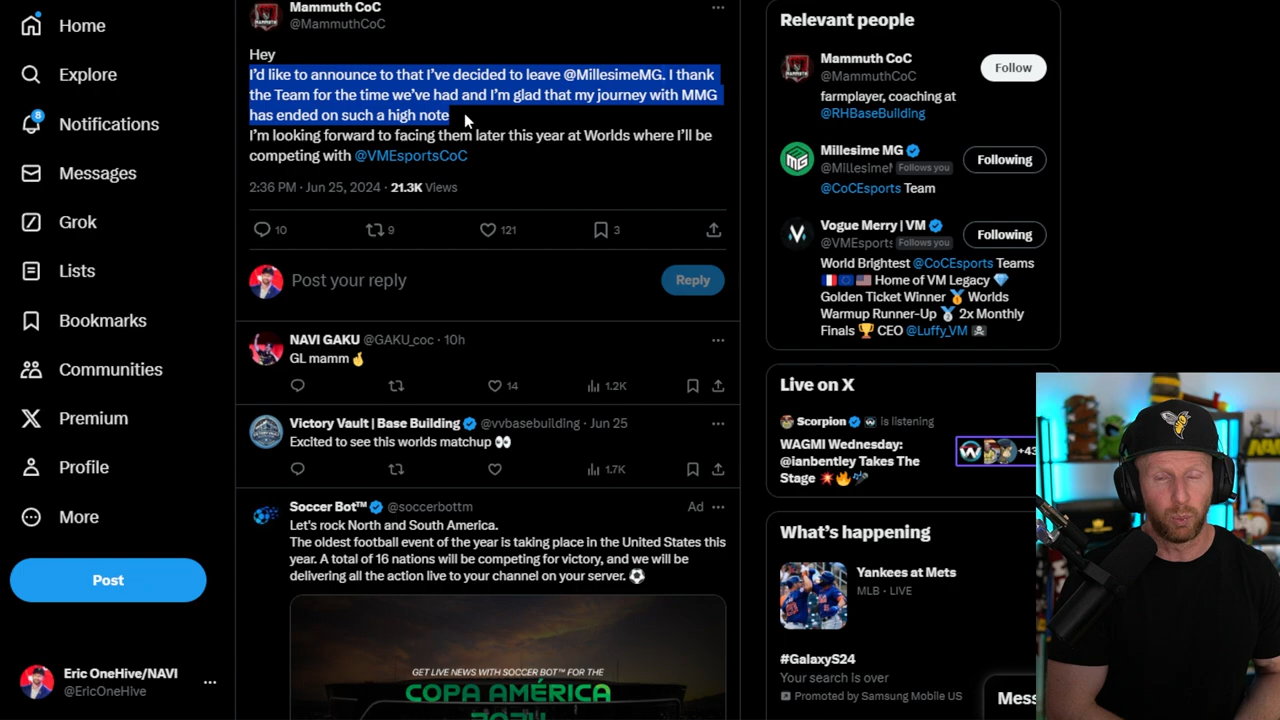 Home
Explore
8
Notifications
Messages
Grok
Lists
Bookmarks
Communities
Premium
Profile
More
Post
Eric OneHive/NAVI
@EricOneHive
Mammuth CoC
@MammuthCoC
Hey
I'd like to announce to that I've decided to leave @MillesimeMG. I thank
the Team for the time we've had and I'm glad that my journey with MMG
has ended on such a high note
I'm looking forward to facing them later this year at Worlds where I'll be
competing with @VMEsportsCoC
2:36 PM · Jun 25, 2024 · 21.3K Views
10 9 121 3
Post your reply
Reply
NAVI GAKU @GAKU_coc · 10h
GL mamm🤞
14 1.2K
Victory Vault | Base Building @vvbasebuilding · Jun 25
Excited to see this worlds matchup 👀
1.7K
Soccer Bot™ @soccerbottm Ad
Let's rock North and South America.
The oldest football event of the year is taking place in the United States this
year. A total of 16 nations will be competing for victory, and we will be
delivering all the action live to your channel on your server. ⚽
GET LIVE NEWS WITH SOCCER BOT™ FOR THE
COPA AMÉRICA
2024
Relevant people
Mammuth CoC
@MammuthCoC
Follow
farmplayer, coaching at
@RHBaseBuilding
Millesime MG
@Millesime Follows you
Following
@CoCEsports Team
Vogue Merry | VM
@VMEsports Follows you
Following
World Brightest @CoCEsports Teams
🇫🇷🇪🇺🇺🇸 Home of VM Legacy 💎
Golden Ticket Winner 🥇 Worlds
Warmup Runner-Up 🥈 2x Monthly
Finals 🏆 CEO @Luffy_VM ☠️
Live on X
Scorpion is listening
WAGMI Wednesday:
@ianbentley Takes The
Stage 💥🔥🎤
+43
What's happening
Yankees at Mets
MLB · LIVE
#GalaxyS24
Your search is over
Promoted by Samsung Mobile US
Mess